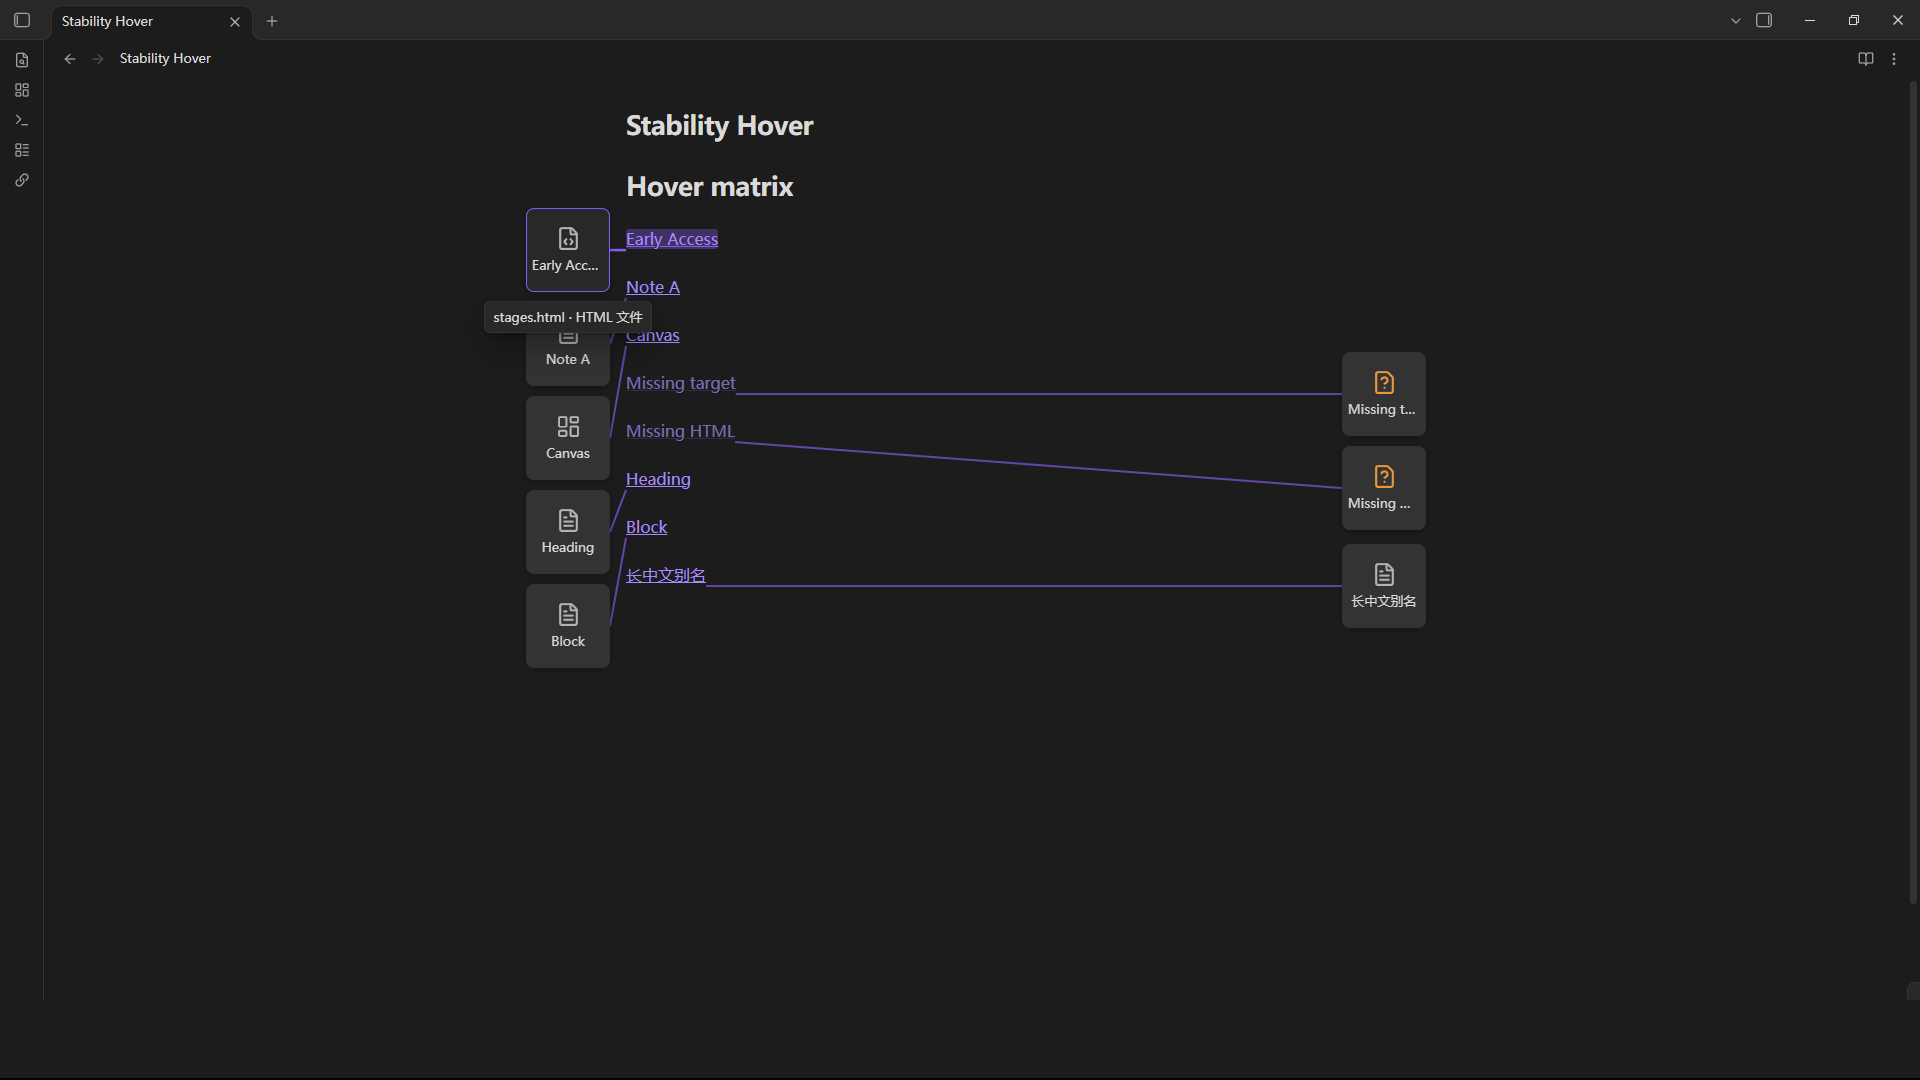 Stability Hover
Stability Hover
Stability Hover
Hover matrix
Early Acc...
Early Access
Note A
stages.html · HTML 文件
Canvas
Note A
Missing target
Missing t...
Canvas
Missing HTML
Missing ...
Heading
Heading
Block
长中文别名
长中文别名
Block